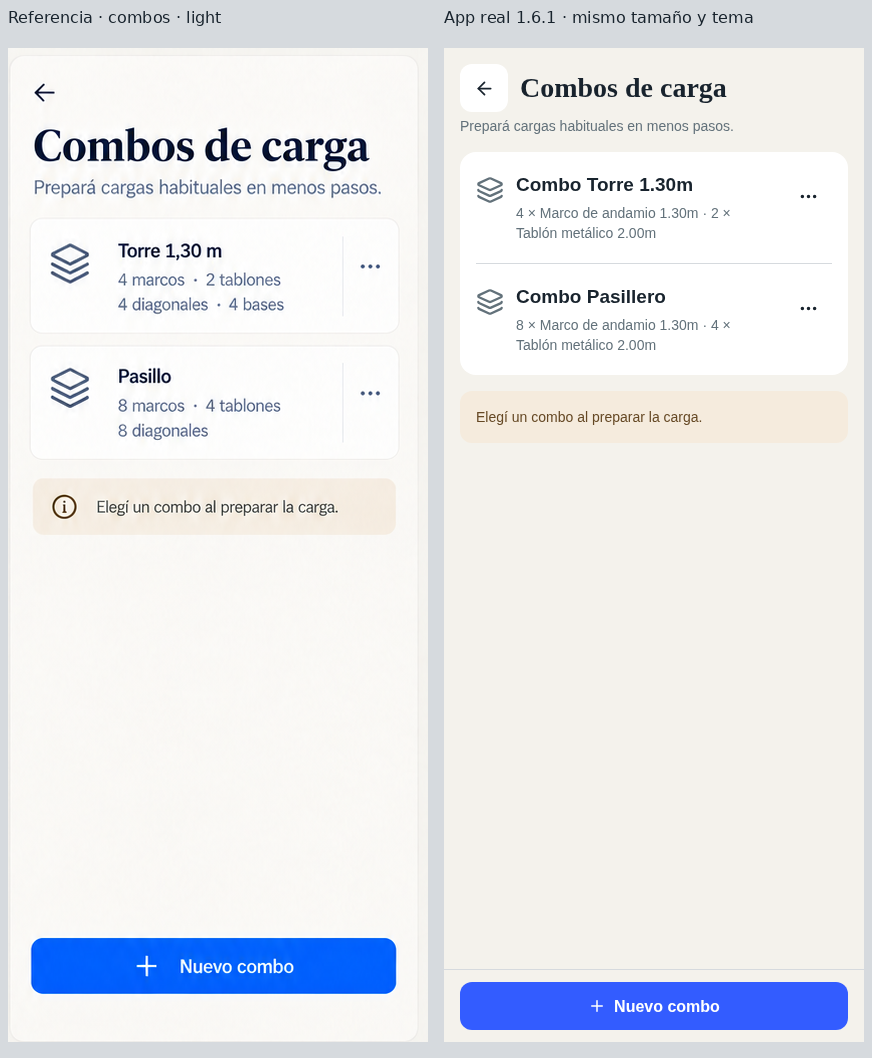 Referencia · combos · light
Combos de carga
Prepará cargas habituales en menos pasos.
Torre 1,30 m
4 marcos · 2 tablones
4 diagonales · 4 bases
Pasillo
8 marcos · 4 tablones
8 diagonales
Elegí un combo al preparar la carga.
Nuevo combo
App real 1.6.1 · mismo tamaño y tema
Combos de carga
Prepará cargas habituales en menos pasos.
Combo Torre 1.30m
4 × Marco de andamio 1.30m · 2 ×
Tablón metálico 2.00m
Combo Pasillero
8 × Marco de andamio 1.30m · 4 ×
Tablón metálico 2.00m
Elegí un combo al preparar la carga.
Nuevo combo